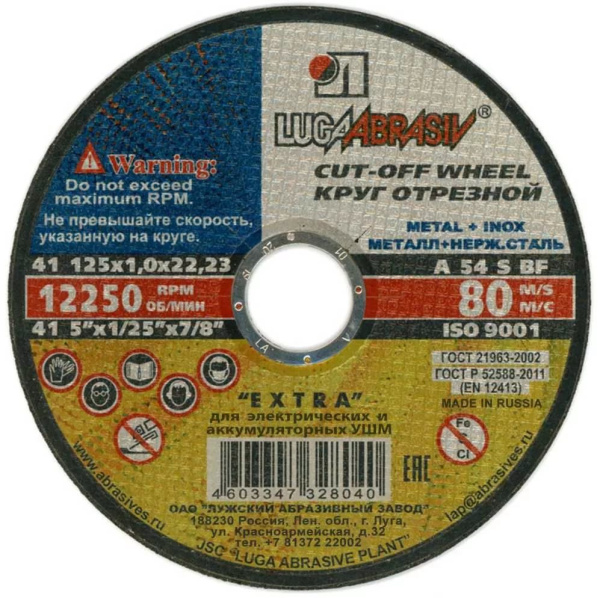 Л
LUGAABRASIV®
CUT-OFF WHEEL
КРУГ ОТРЕЗНОЙ
METAL + INOX
МЕТАЛЛ+НЕРЖ.СТАЛЬ
Warning:
Do not exceed
maximum RPM.
Не превышайте скорость,
указанную на круге.
41 125x1,0x22,23
A 54 S BF
12250 RPM
ОБ/МИН
80 M/S
М/С
41 5"x1/25"x7/8"
ISO 9001
ГОСТ 21963-2002
ГОСТ Р 52588-2011
(EN 12413)
MADE IN RUSSIA
"EXTRA"
для электрических и
аккумуляторных УШМ
Fe
S
Cl
EAC
4 603347 328040
www.abrasives.ru
lap@abrasives.ru
ОАО "ЛУЖСКИЙ АБРАЗИВНЫЙ ЗАВОД"
188230 Россия, Лен. обл., г. Луга,
ул. Красноармейская, д. 32
тел. +7 81372 22002
JSC "LUGA ABRASIVE PLANT"